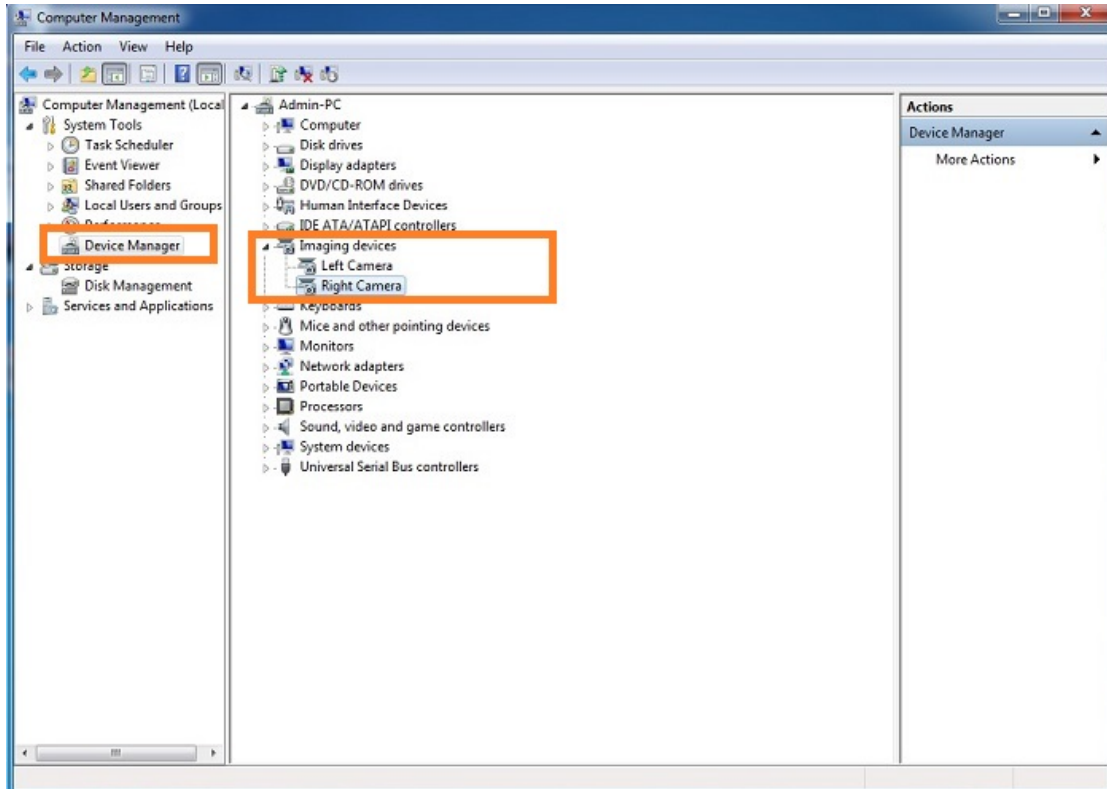 Computer Management
File Action View Help
Computer Management (Local
System Tools
Task Scheduler
Event Viewer
Shared Folders
Local Users and Groups
Performance
Device Manager
Storage
Disk Management
Services and Applications
Admin-PC
Computer
Disk drives
Display adapters
DVD/CD-ROM drives
Human Interface Devices
IDE ATA/ATAPI controllers
Imaging devices
Left Camera
Right Camera
Keyboards
Mice and other pointing devices
Monitors
Network adapters
Portable Devices
Processors
Sound, video and game controllers
System devices
Universal Serial Bus controllers
Actions
Device Manager
More Actions